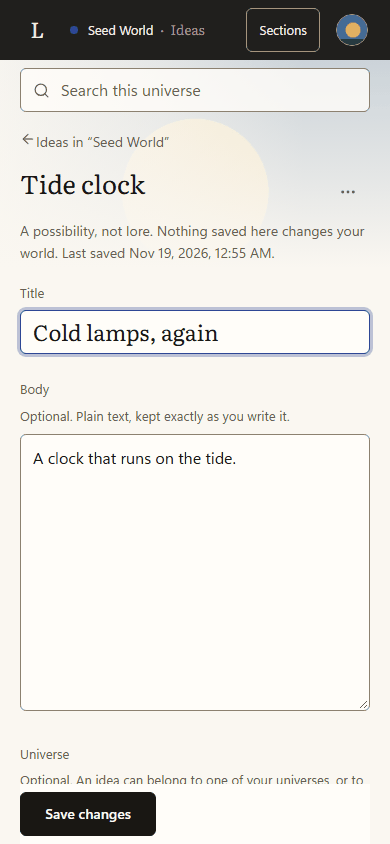 L
Seed World · Ideas
Sections
Search this universe
Ideas in “Seed World”
Tide clock
...
A possibility, not lore. Nothing saved here changes your
world. Last saved Nov 19, 2026, 12:55 AM.
Title
Cold lamps, again
Body
Optional. Plain text, kept exactly as you write it.
A clock that runs on the tide.
Universe
Optional. An idea can belong to one of your universes, or to
Save changes